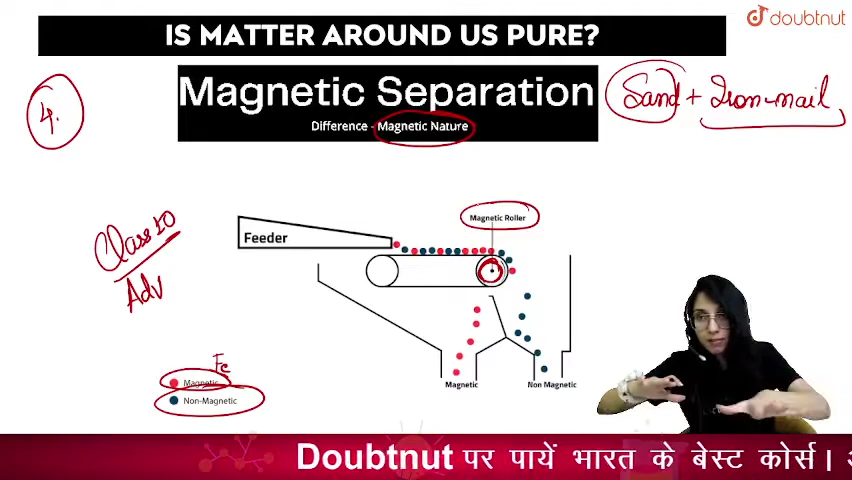 doubtnut
IS MATTER AROUND US PURE?
Magnetic Separation
Difference - Magnetic Nature
4.
Sand + Iron-nail
Magnetic Roller
Feeder
Class 10
Adv
Fe
Magnetic
Non-Magnetic
Magnetic
Non Magnetic
Doubtnut पर पायें भारत के बेस्ट कोर्स।